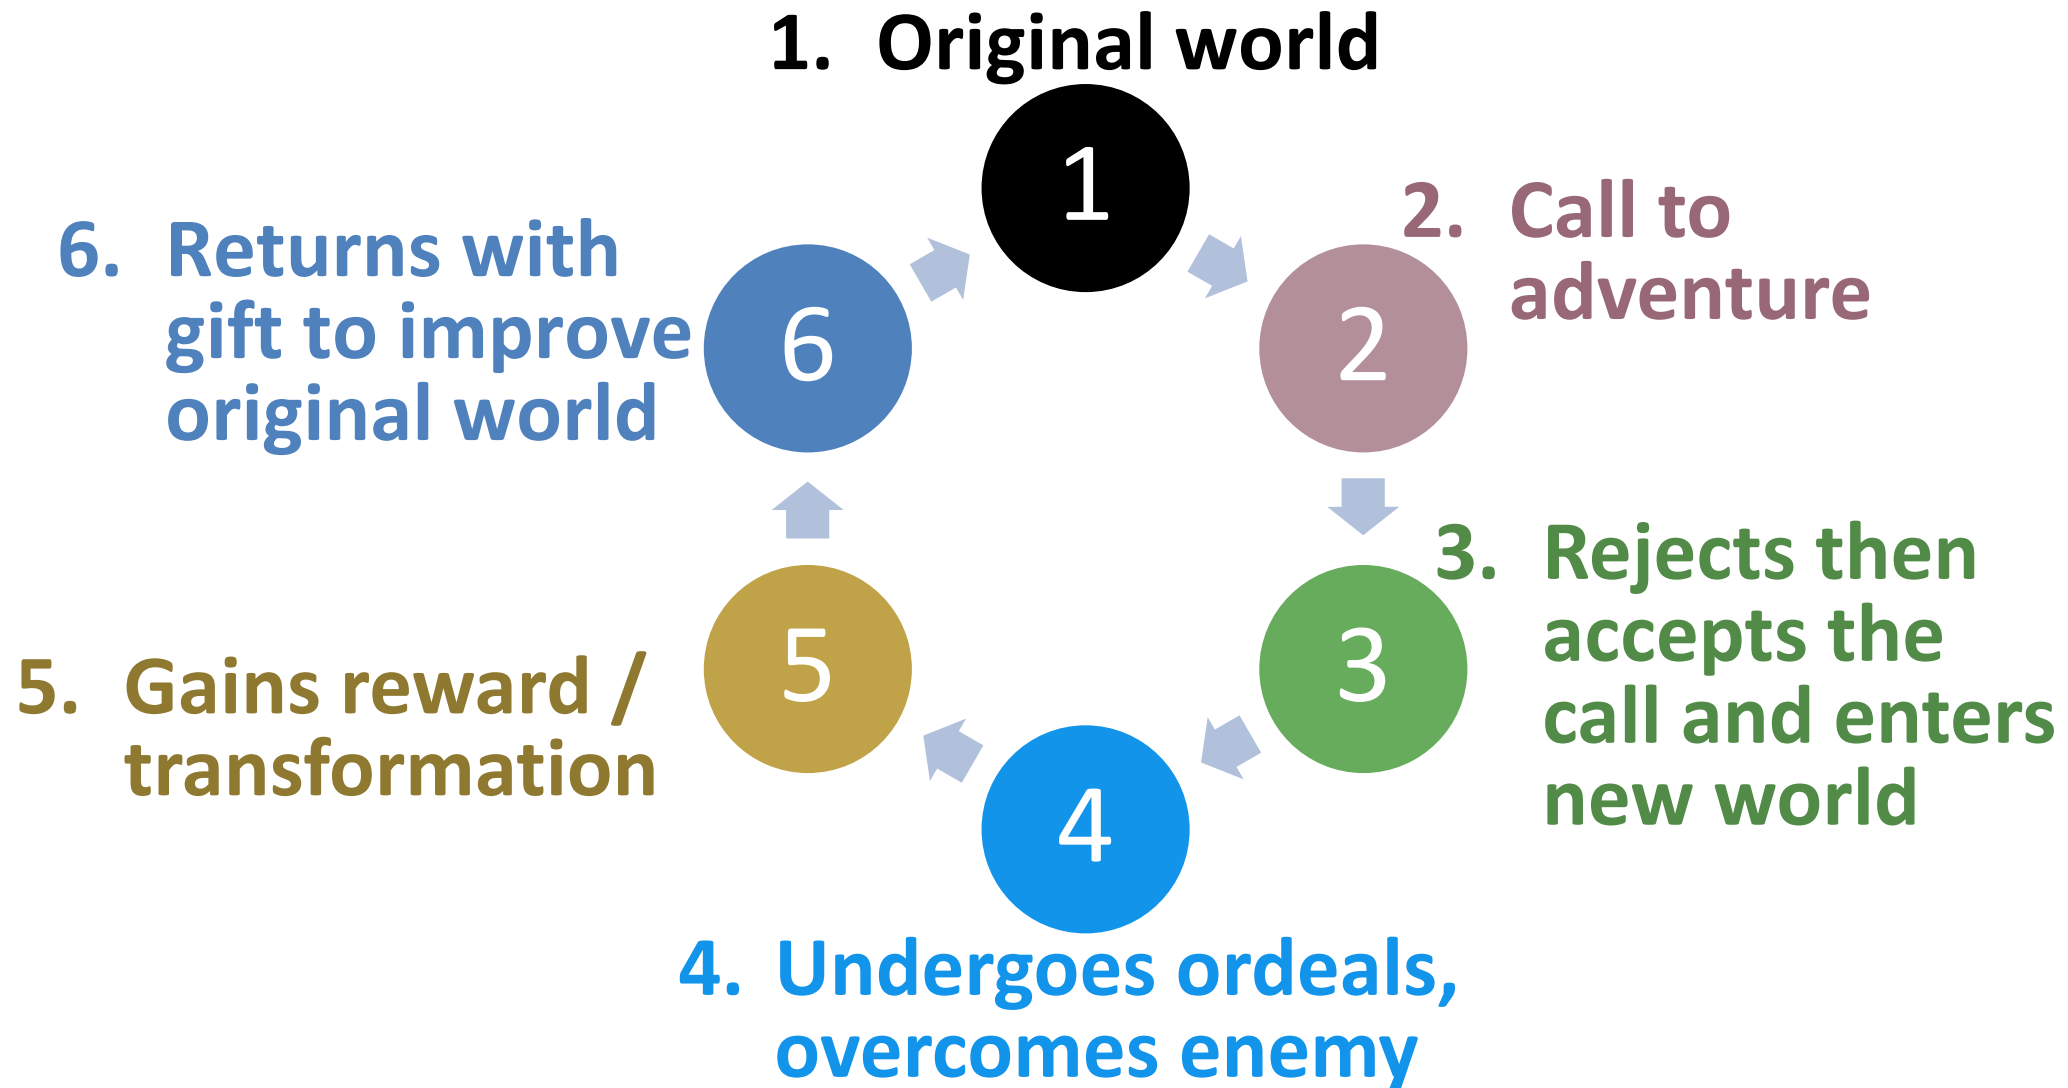 1. Original world
1
2. Call to
adventure
2
3. Rejects then
accepts the
call and enters
new world
3
4
4. Undergoes ordeals,
overcomes enemy
5. Gains reward /
transformation
5
6. Returns with
gift to improve
original world
6